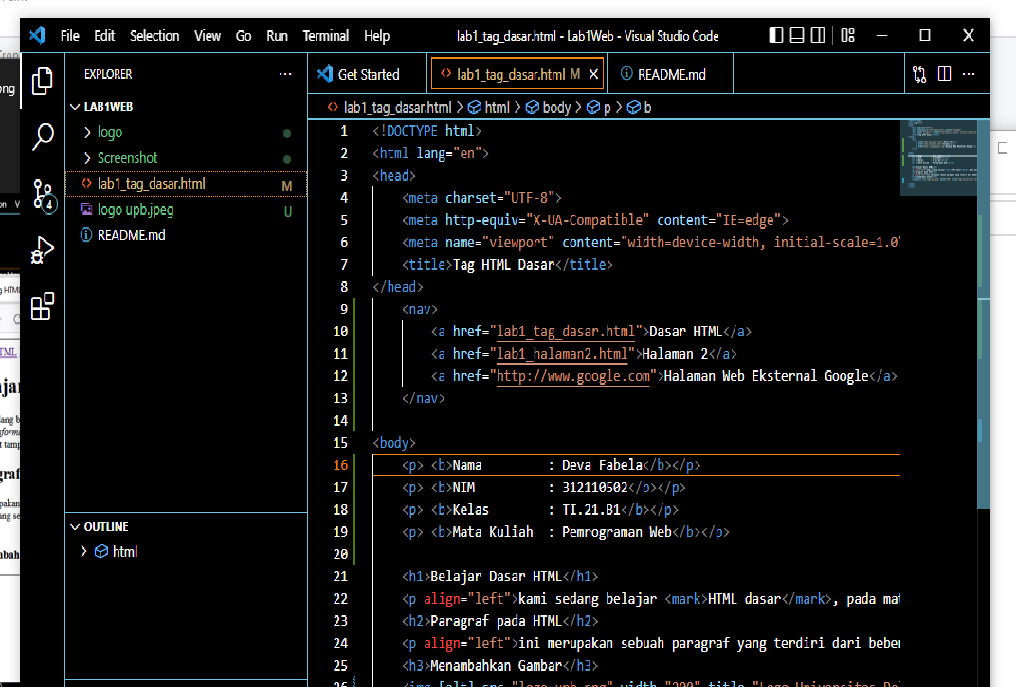 File Edit Selection View Go Run Terminal Help lab1_tag_dasar.html - Lab1Web - Visual Studio Code
EXPLORER ...
Get Started
lab1_tag_dasar.html M
README.md
LAB1WEB
logo
Screenshot
lab1_tag_dasar.html M
logo upb.jpeg U
README.md
4
OUTLINE
html
lab1_tag_dasar.html > html > body > p > b
1 <!DOCTYPE html>
2 <html lang="en">
3 <head>
4 <meta charset="UTF-8">
5 <meta http-equiv="X-UA-Compatible" content="IE=edge">
6 <meta name="viewport" content="width=device-width, initial-scale=1.0"
7 <title>Tag HTML Dasar</title>
8 </head>
9 <nav>
10 <a href="lab1_tag_dasar.html">Dasar HTML</a>
11 <a href="lab1_halaman2.html">Halaman 2</a>
12 <a href="http://www.google.com">Halaman Web Eksternal Google</a>
13 </nav>
14
15 <body>
16 <p> <b>Nama : Deva Fabela</b></p>
17 <p> <b>NIM : 312110502</b></p>
18 <p> <b>Kelas : TI.21.B1</b></p>
19 <p> <b>Mata Kuliah : Pemrograman Web</b></p>
20
21 <h1>Belajar Dasar HTML</h1>
22 <p align="left">kami sedang belajar <mark>HTML dasar</mark>, pada mat
23 <h2>Paragraf pada HTML</h2>
24 <p align="left">ini merupakan sebuah paragraf yang terdiri dari beber
25 <h3>Menambahkan Gambar</h3>